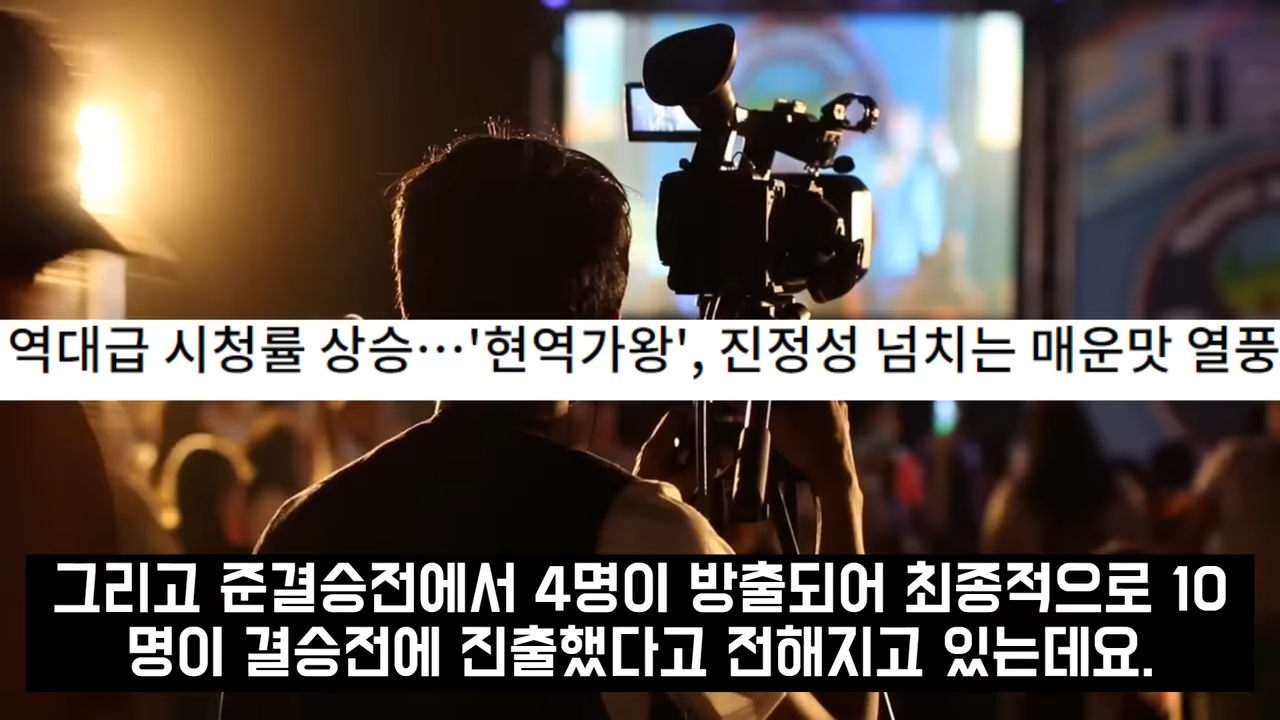 역대급 시청률 상승…'현역가왕', 진정성 넘치는 매운맛 열풍
그리고 준결승전에서 4명이 방출되어 최종적으로 10
명이 결승전에 진출했다고 전해지고 있는데요.